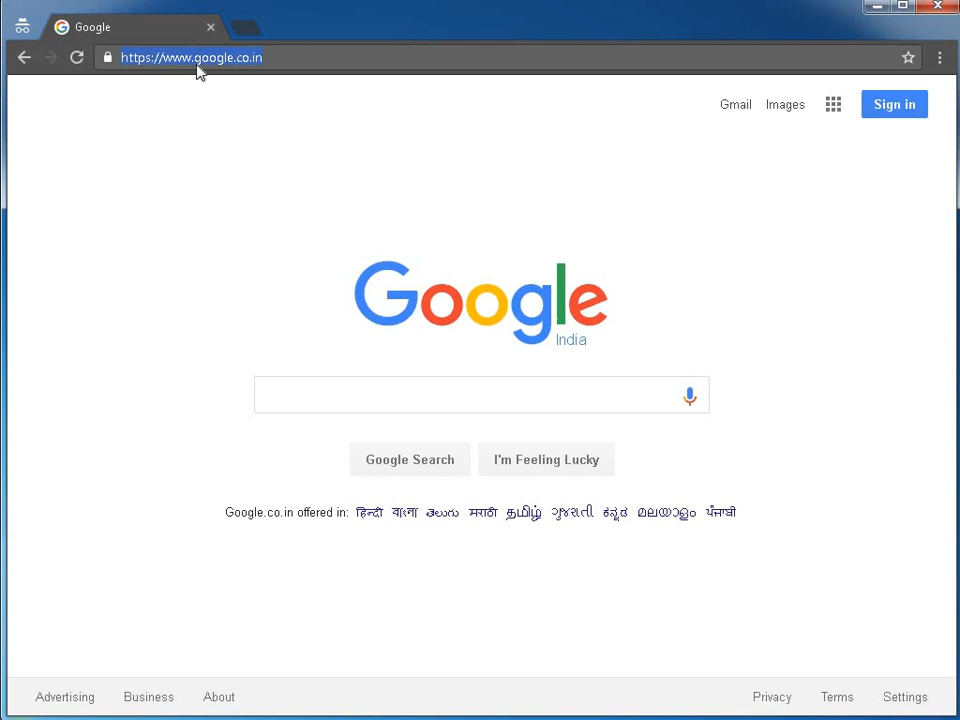 Google
https://www.google.co.in
Gmail Images Sign in
Google
India
Google Search I'm Feeling Lucky
Google.co.in offered in: हिन्दी বাংলা తెలుగు मराठी தமிழ் ગુજરાતી ಕನ್ನಡ മലയാളം ਪੰਜਾਬੀ
Advertising Business About Privacy Terms Settings